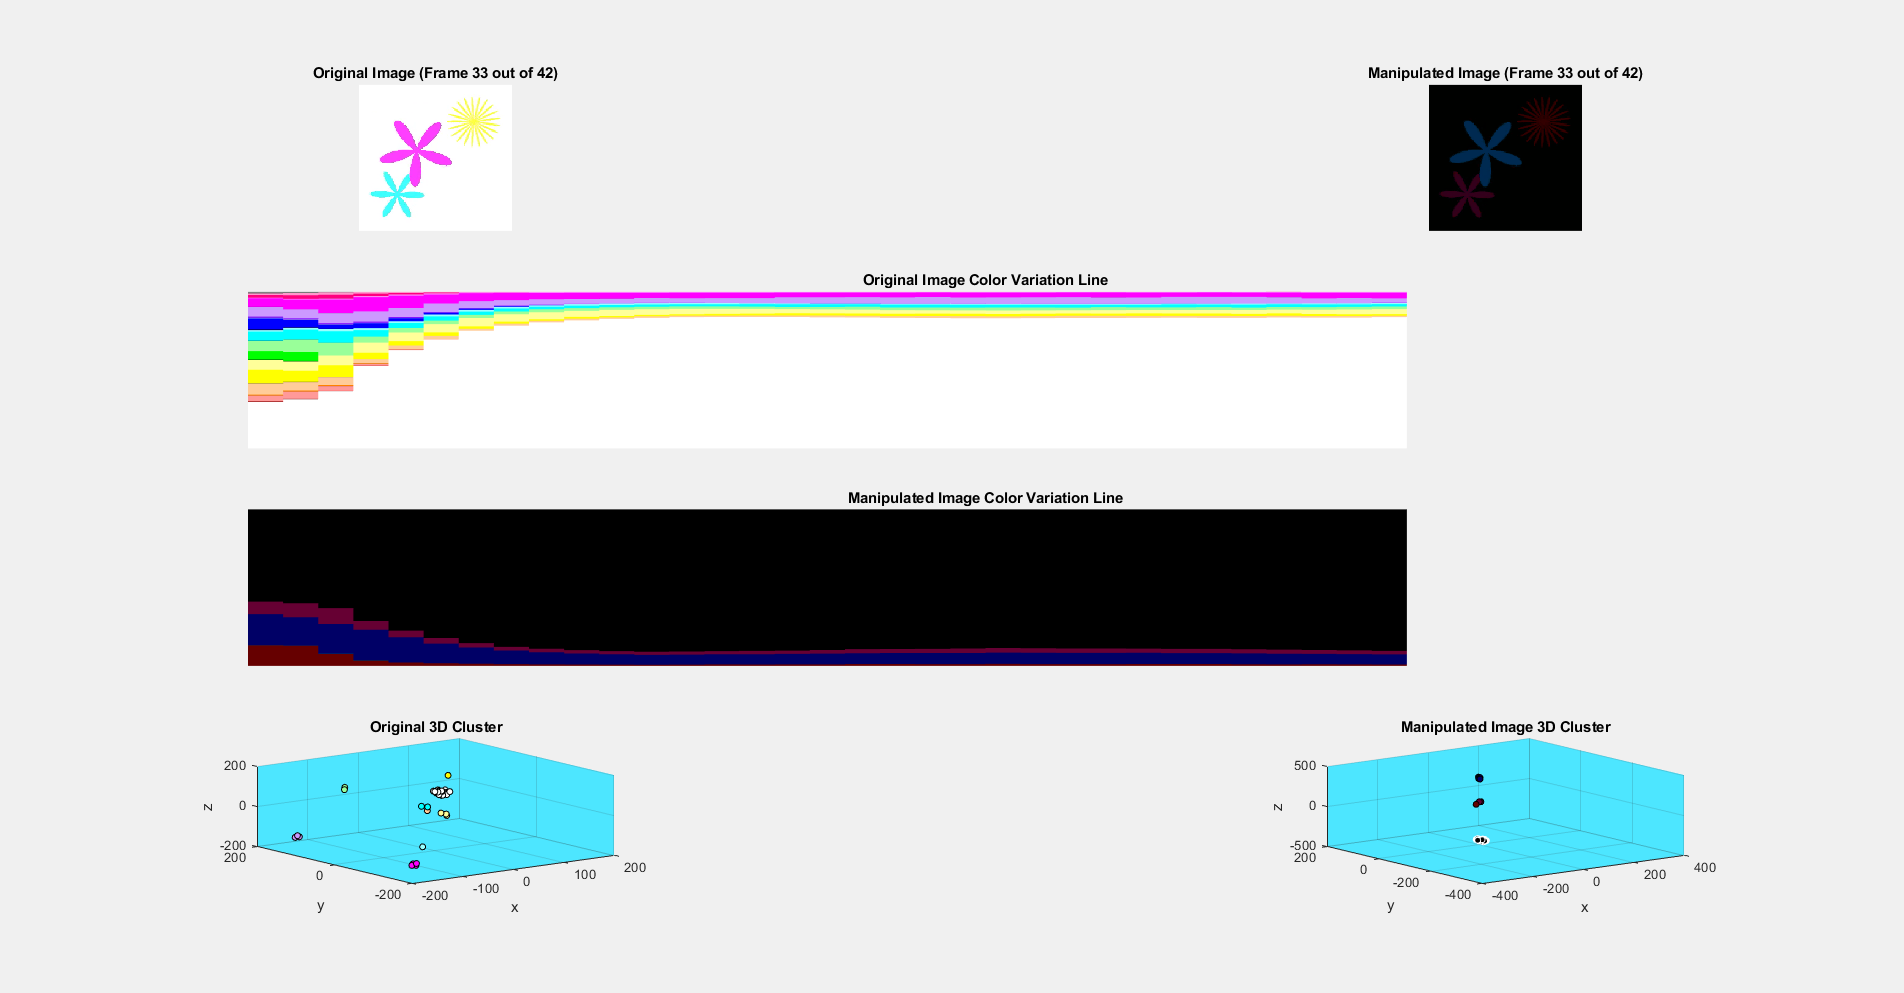 Original Image (Frame 33 out of 42)
Manipulated Image (Frame 33 out of 42)
Original Image Color Variation Line
Manipulated Image Color Variation Line
Original 3D Cluster
200
0
-200
z
200
0
-200
y
-200
-100
0
100
200
x
Manipulated Image 3D Cluster
500
0
-500
z
200
0
-200
-400
y
-400
-200
0
200
400
x